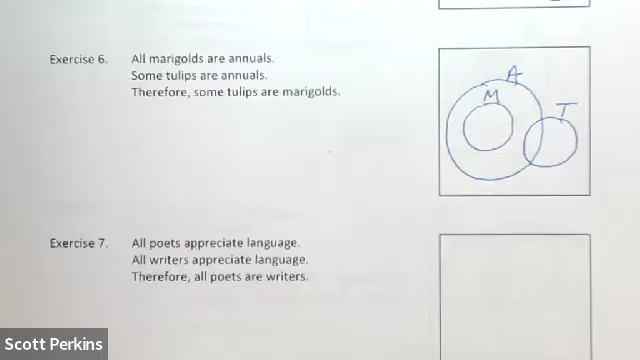 Exercise 6. All marigolds are annuals.
Some tulips are annuals.
Therefore, some tulips are marigolds.
A
M
T
Exercise 7. All poets appreciate language.
All writers appreciate language.
Therefore, all poets are writers.
Scott Perkins